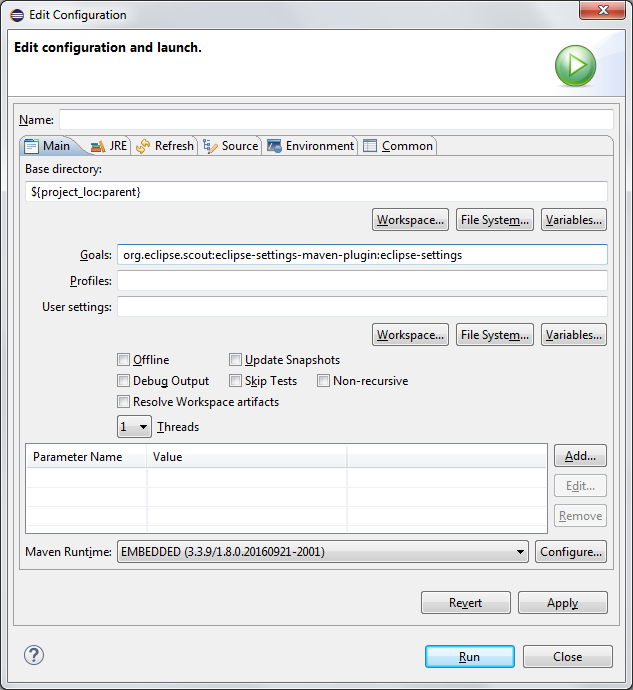 Edit Configuration
Edit configuration and launch.
Name:
Main JRE Refresh Source Environment Common
Base directory:
${project_loc:parent}
Workspace... File System... Variables...
Goals: org.eclipse.scout:eclipse-settings-maven-plugin:eclipse-settings
Profiles:
User settings:
Workspace... File System... Variables...
Offline Update Snapshots
Debug Output Skip Tests Non-recursive
Resolve Workspace artifacts
1 Threads
Parameter Name Value Add...
Edit...
Remove
Maven Runtime: EMBEDDED (3.3.9/1.8.0.20160921-2001) Configure...
Revert Apply
? Run Close